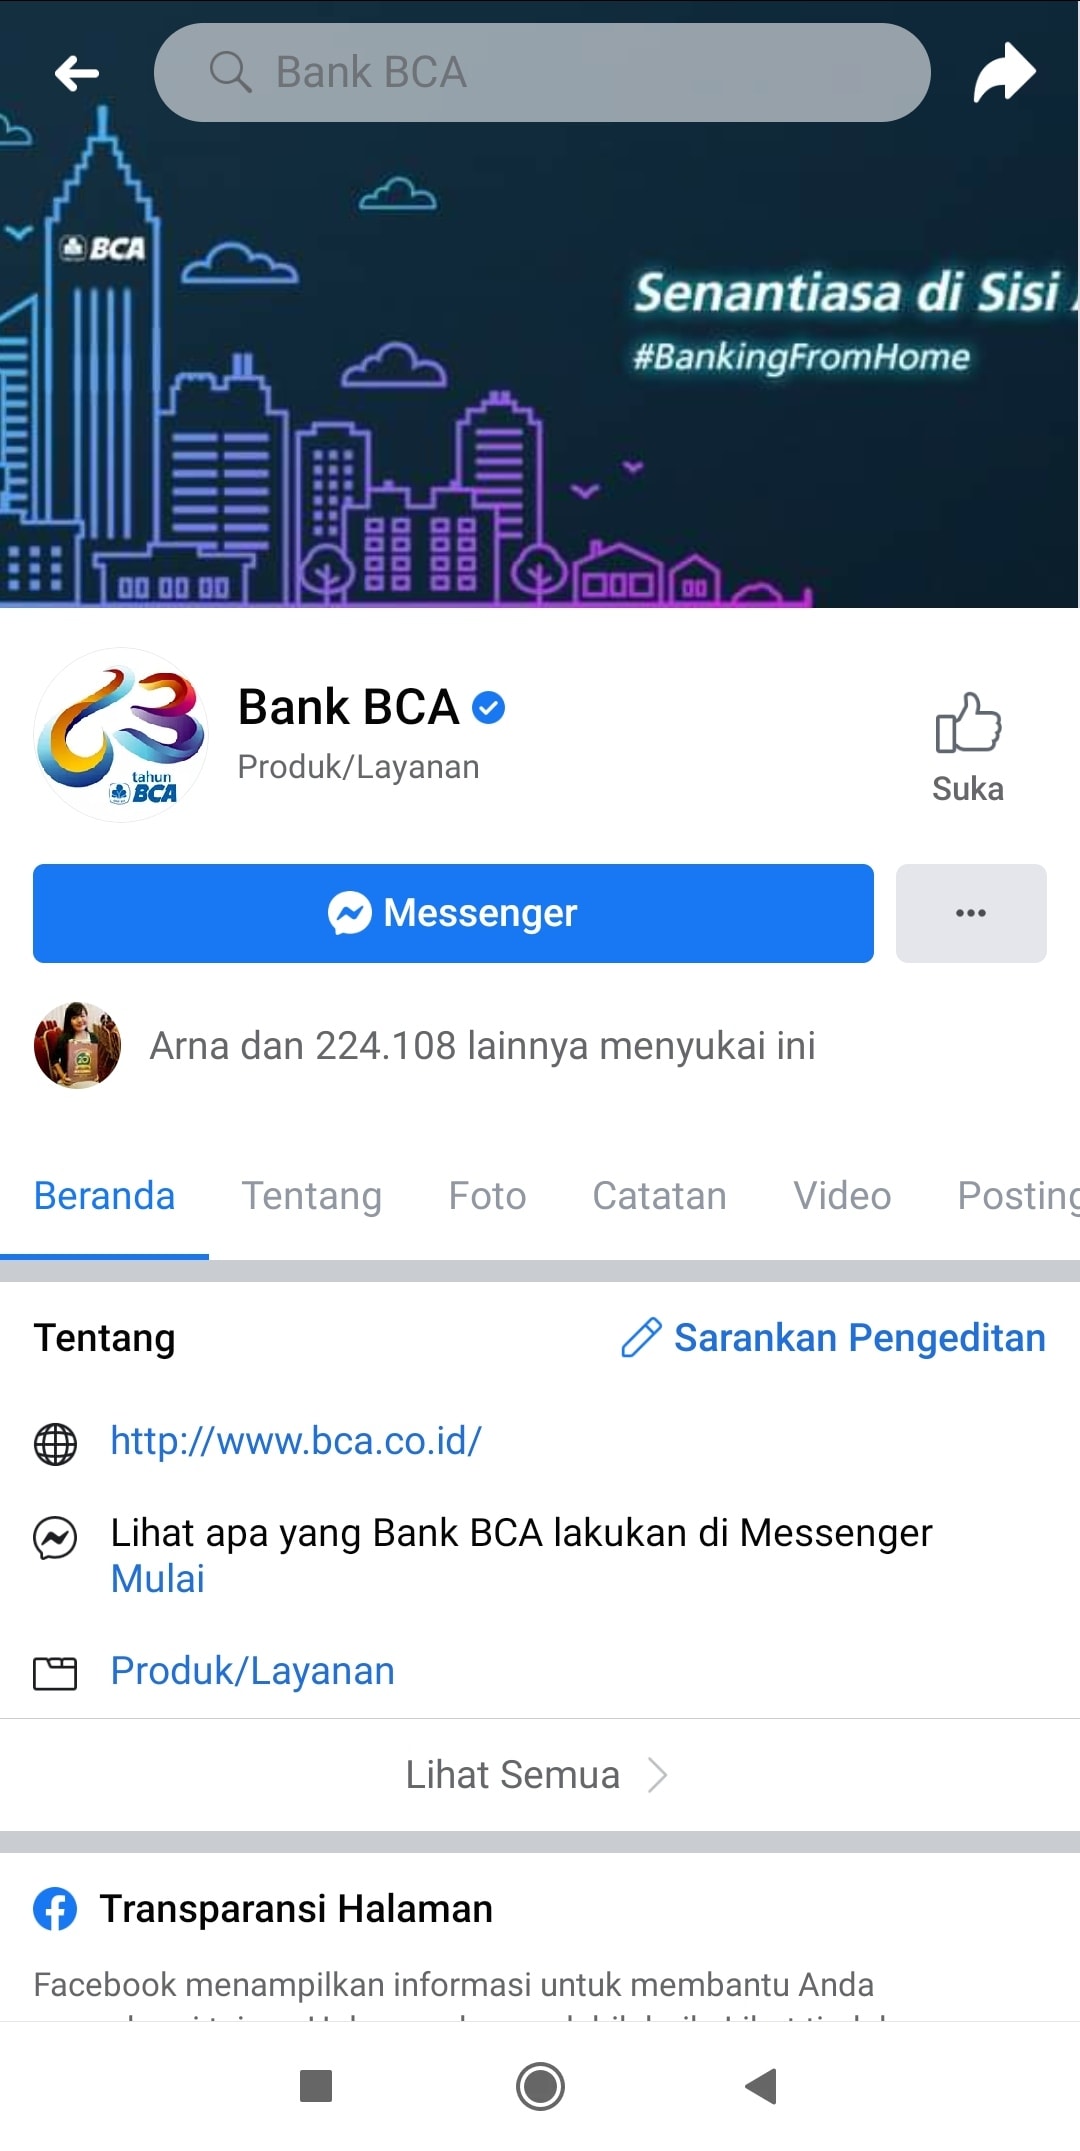 Bank BCA
BCA
Senantiasa di Sisi
#BankingFromHome
tahun
BCA
Bank BCA
Produk/Layanan
Suka
Messenger
Arna dan 224.108 lainnya menyukai ini
Beranda Tentang Foto Catatan Video Posting
Tentang
Sarankan Pengeditan
http://www.bca.co.id/
Lihat apa yang Bank BCA lakukan di Messenger
Mulai
Produk/Layanan
Lihat Semua
Transparansi Halaman
Facebook menampilkan informasi untuk membantu Anda